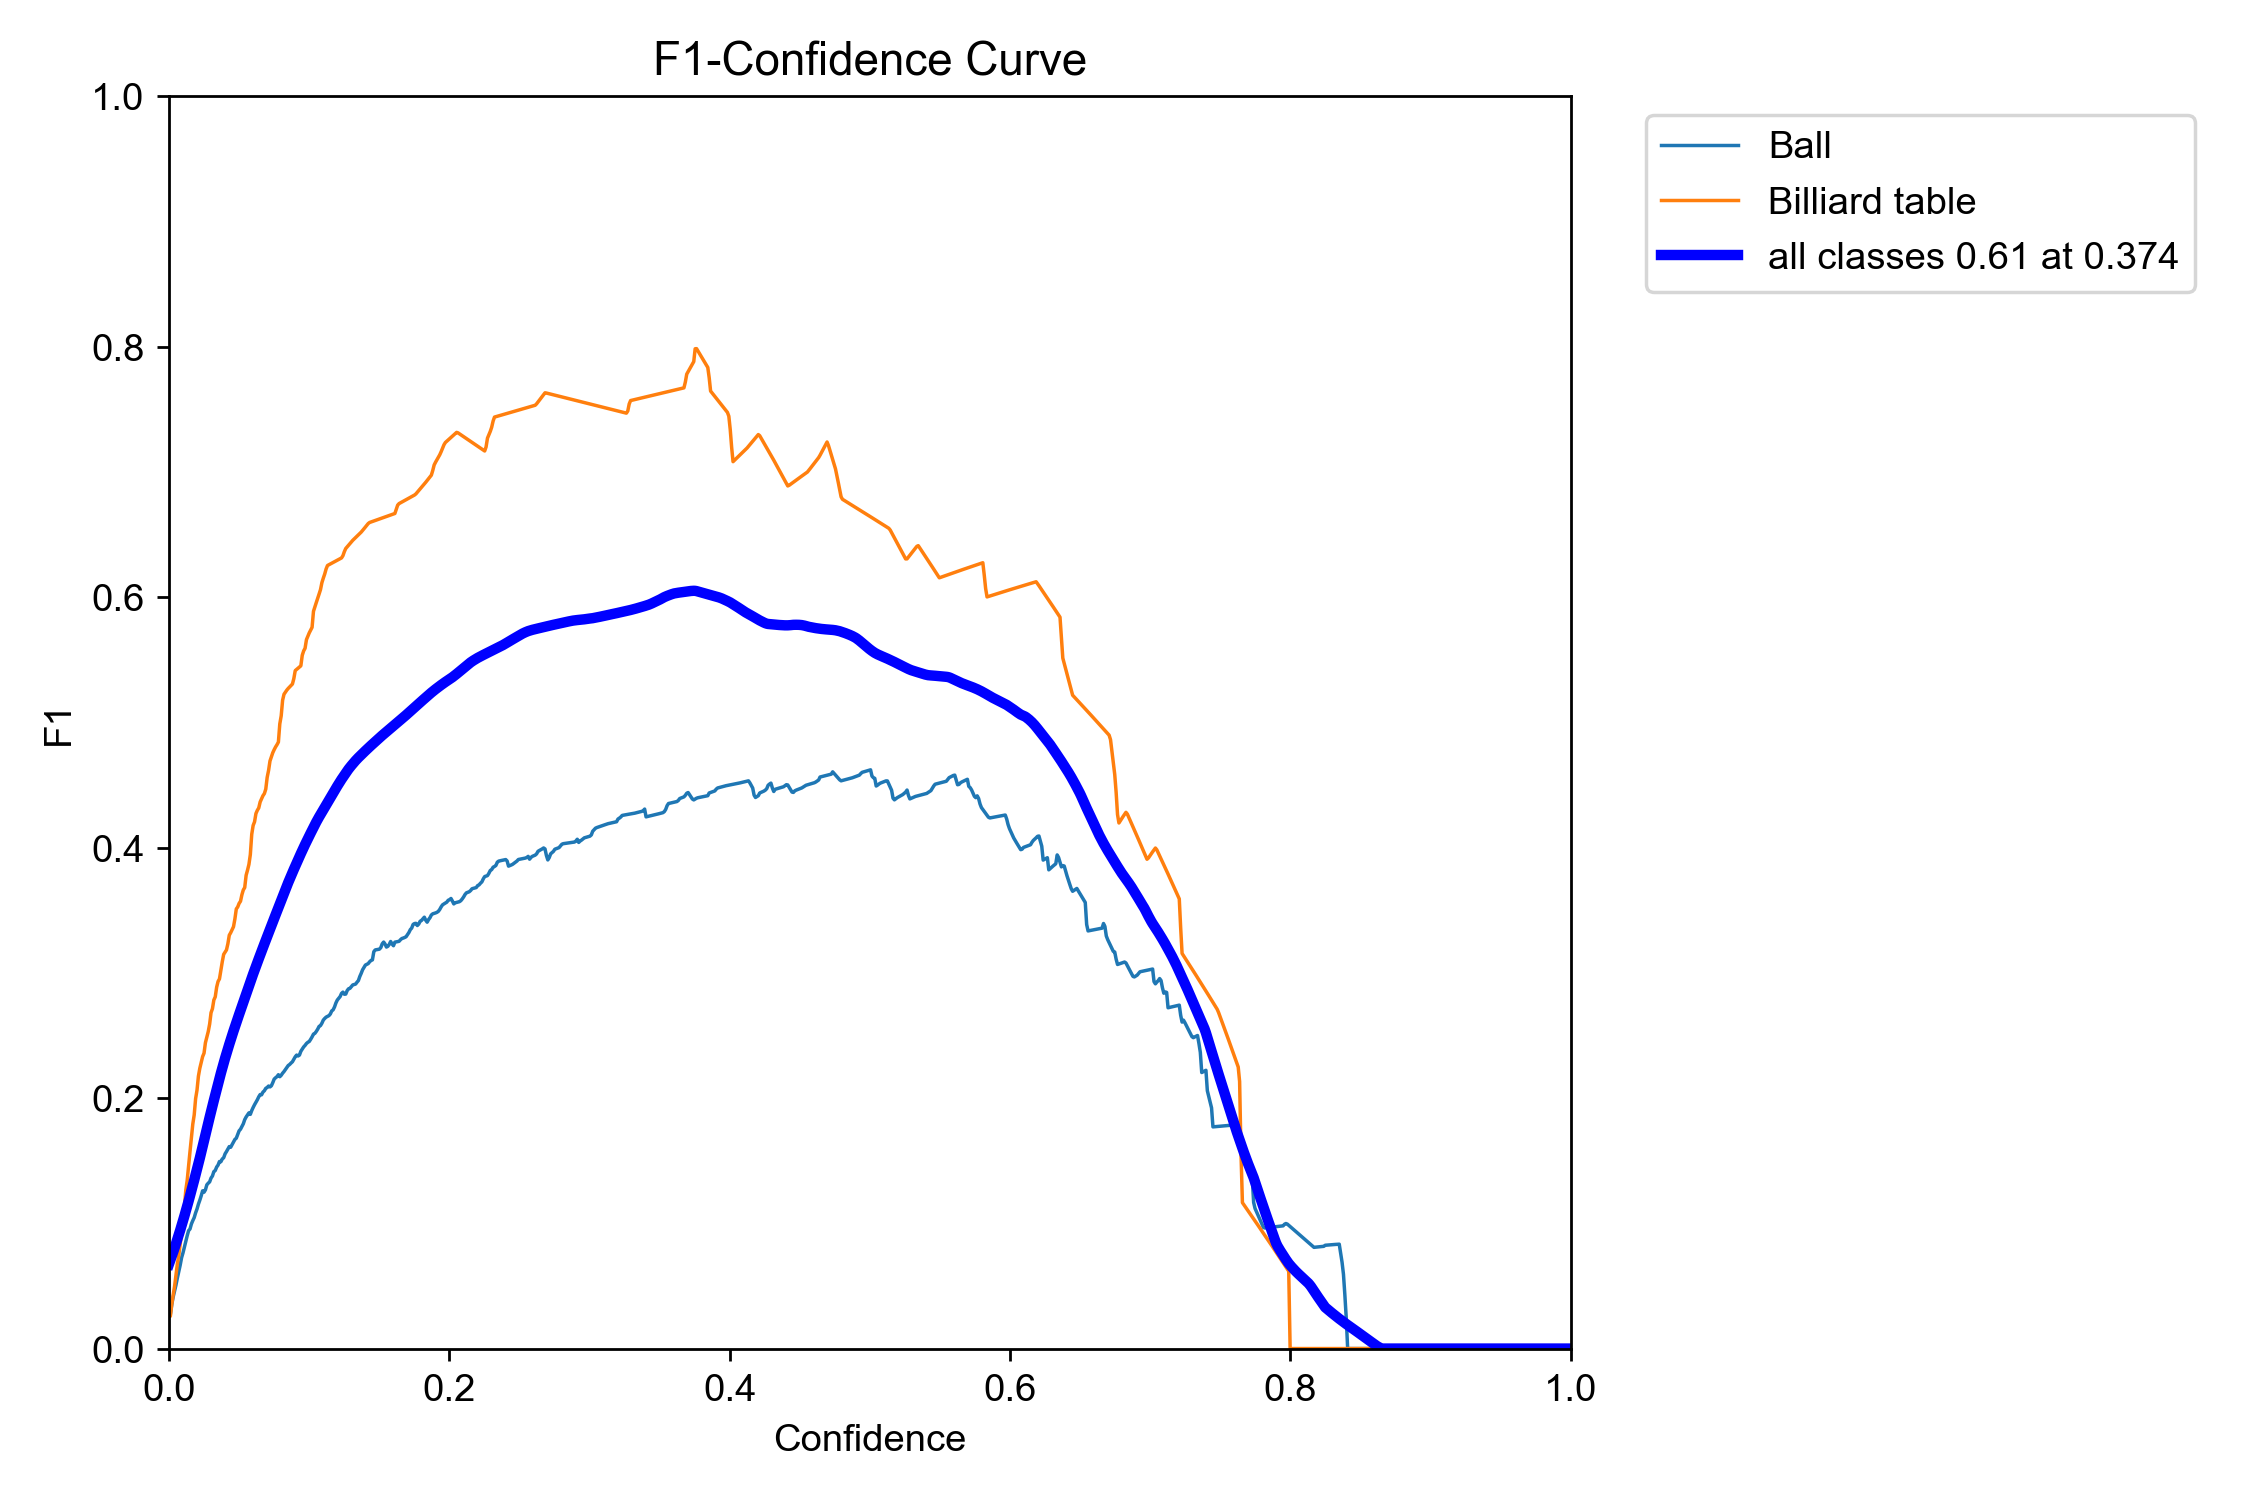 F1-Confidence Curve
1.0
0.8
0.6
0.4
0.2
0.0
F1
0.0 0.2 0.4 0.6 0.8 1.0
Confidence
Ball
Billiard table
all classes 0.61 at 0.374